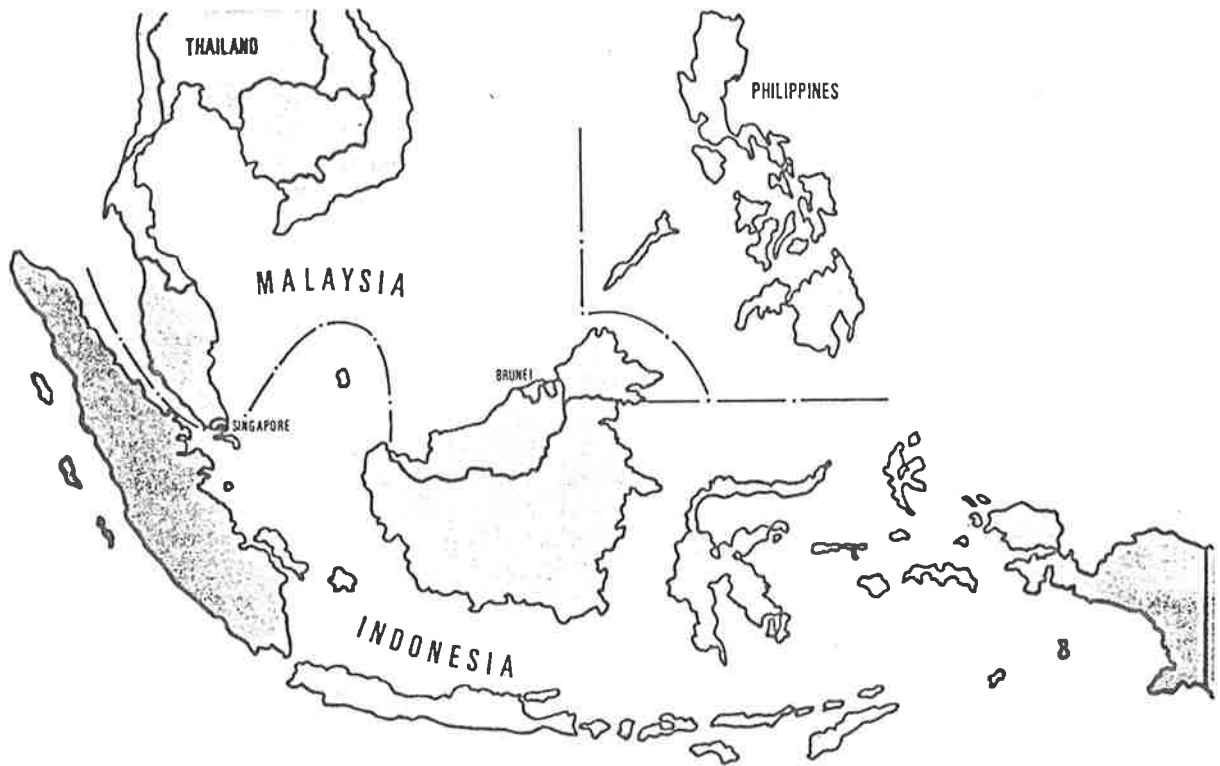 THAILAND
PHILIPPINES
MALAYSIA
BRUNEI
SINGAPORE
INDONESIA